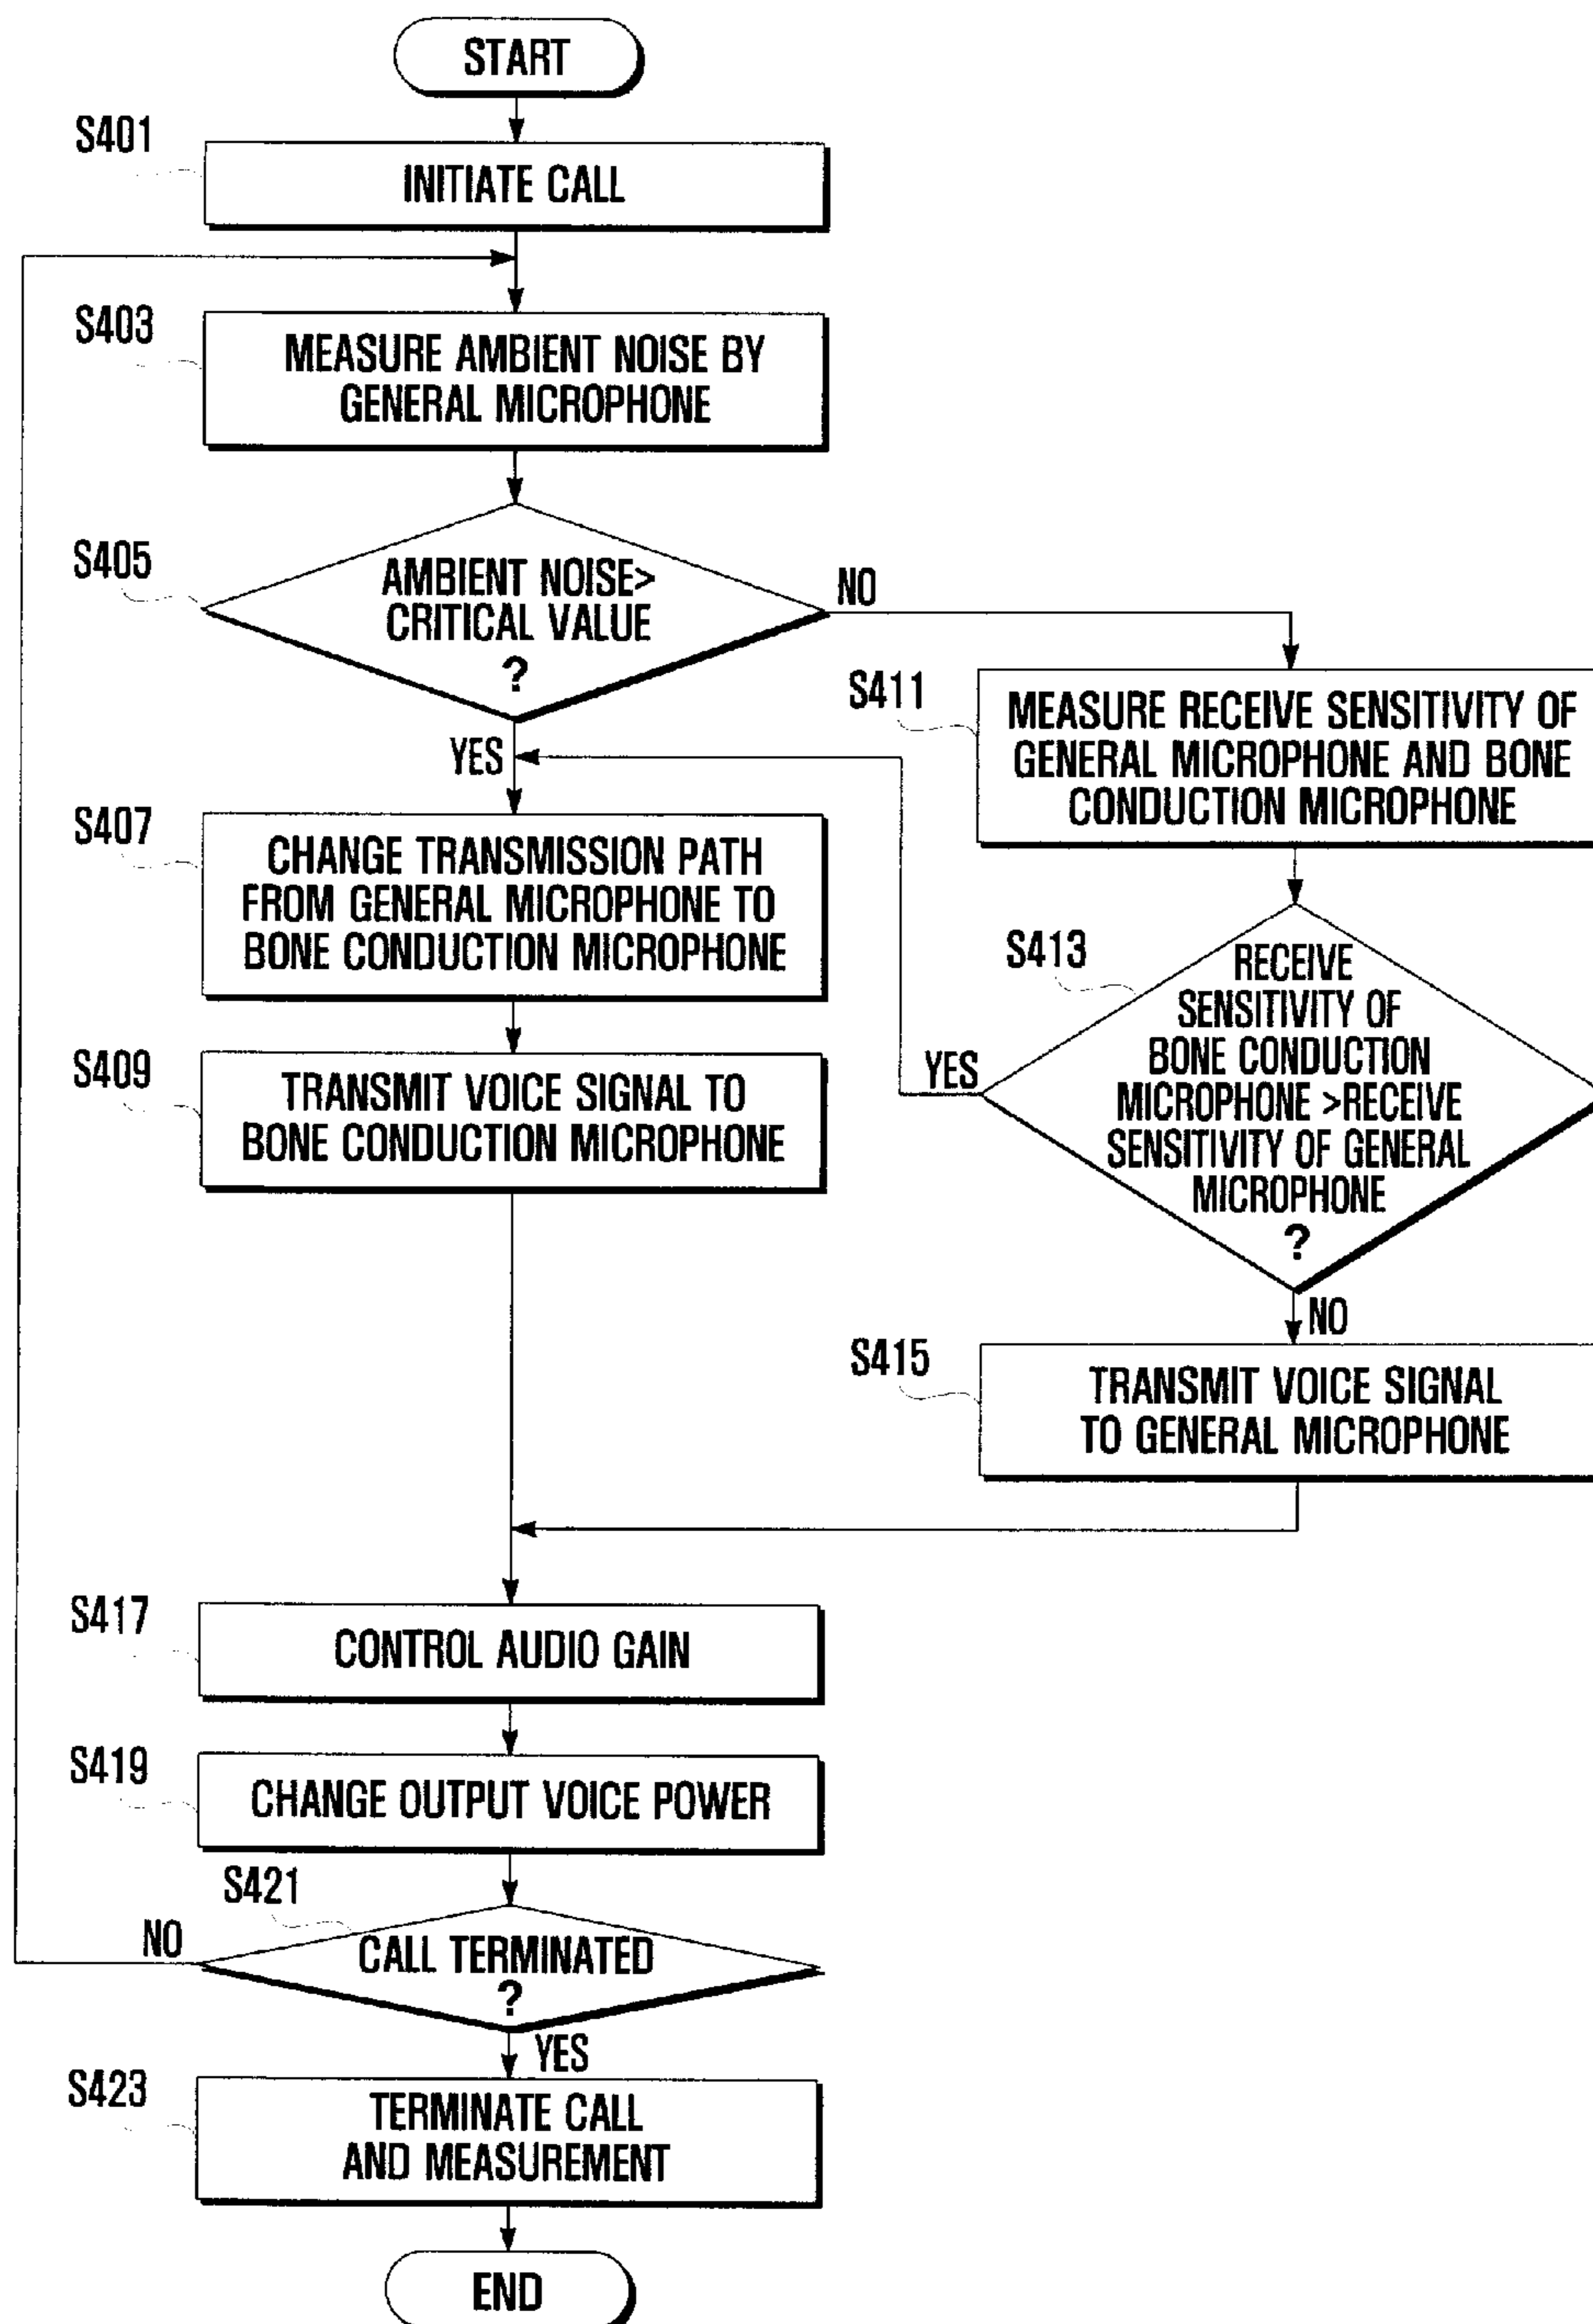 START
S401
INITIATE CALL
S403
MEASURE AMBIENT NOISE BY
GENERAL MICROPHONE
S405
AMBIENT NOISE>
CRITICAL VALUE
?
NO
YES
S411
MEASURE RECEIVE SENSITIVITY OF
GENERAL MICROPHONE AND BONE
CONDUCTION MICROPHONE
S407
CHANGE TRANSMISSION PATH
FROM GENERAL MICROPHONE TO
BONE CONDUCTION MICROPHONE
S413
RECEIVE
SENSITIVITY OF
BONE CONDUCTION
MICROPHONE >RECEIVE
SENSITIVITY OF GENERAL
MICROPHONE
?
YES
NO
S409
TRANSMIT VOICE SIGNAL TO
BONE CONDUCTION MICROPHONE
S415
TRANSMIT VOICE SIGNAL
TO GENERAL MICROPHONE
S417
CONTROL AUDIO GAIN
S419
CHANGE OUTPUT VOICE POWER
S421
CALL TERMINATED
?
NO
YES
S423
TERMINATE CALL
AND MEASUREMENT
END